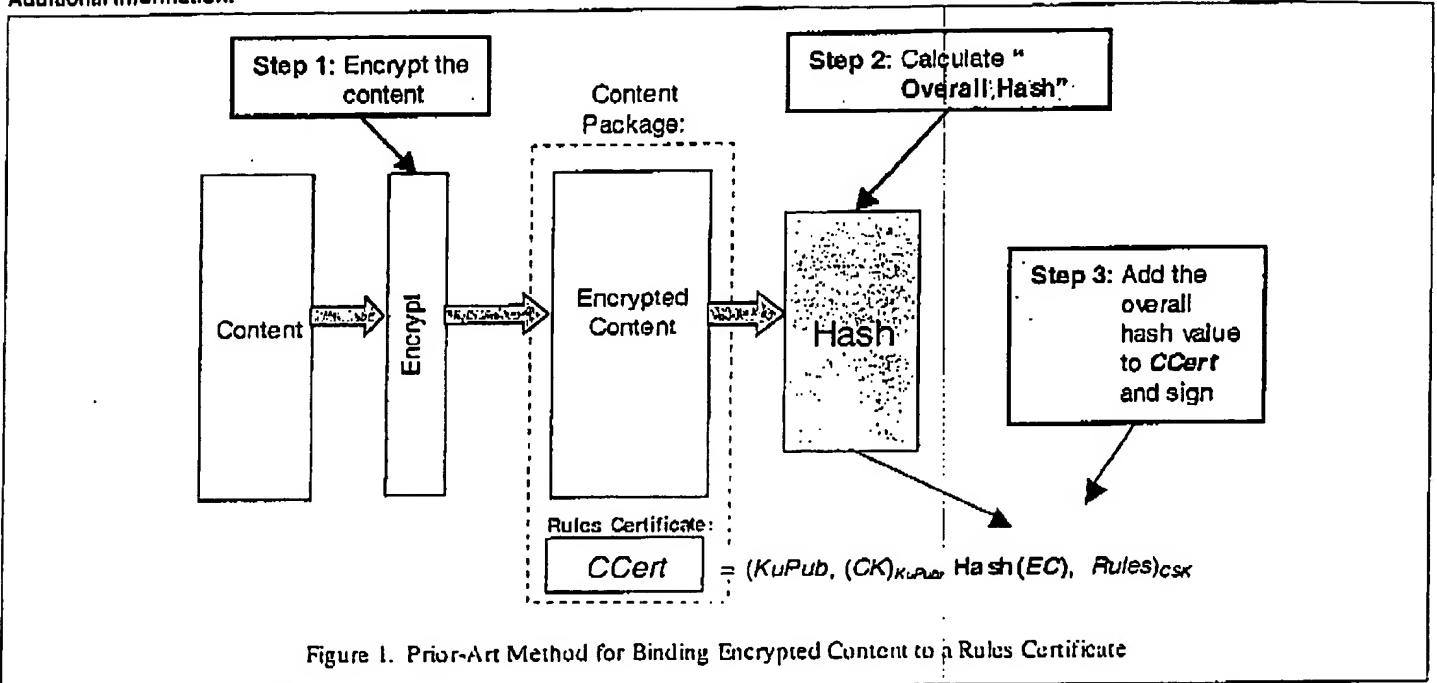 Additional Information:
Step 1: Encrypt the
content
Content
Package:
Step 2: Calculate "
Overall Hash"
Content
Encrypt
Encrypted
Content
Hash
Step 3: Add the
overall
hash value
to CCert
and sign
Rules Certificate:
CCert = (KuPub, (CK)KuPub, Hash(EC), Rules)CSK
Figure 1. Prior-Art Method for Binding Encrypted Content to a Rules Certificate